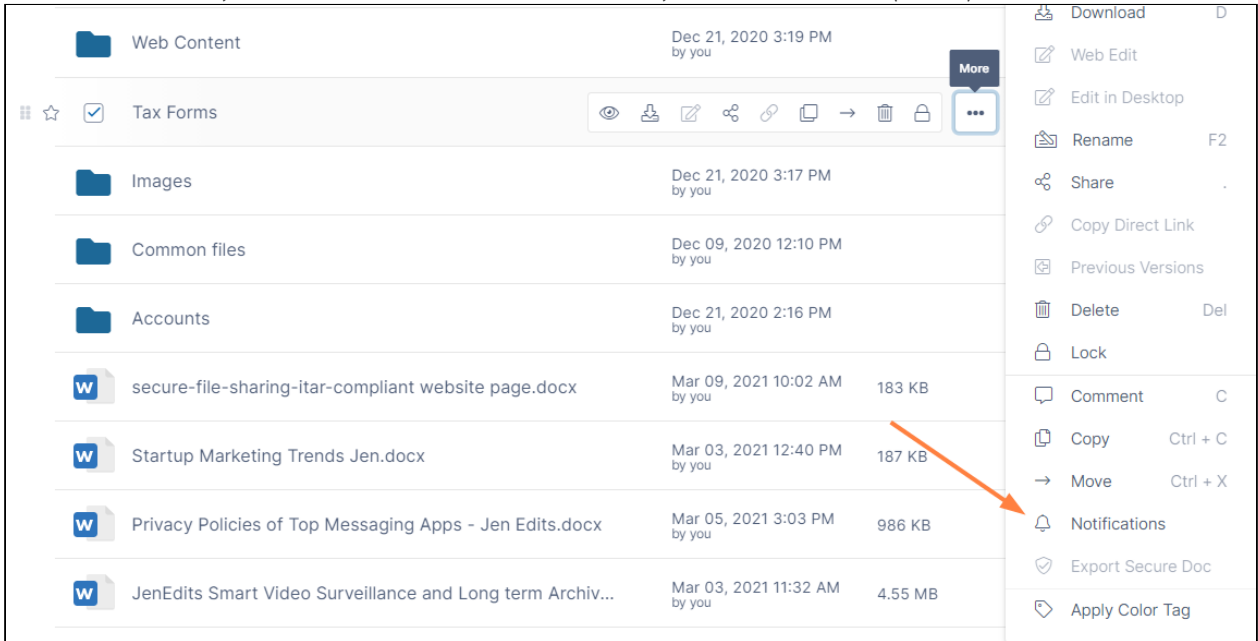 Web Content
Dec 21, 2020 3:19 PM
by you
More
Tax Forms
Images
Dec 21, 2020 3:17 PM
by you
Common files
Dec 09, 2020 12:10 PM
by you
Accounts
Dec 21, 2020 2:16 PM
by you
W secure-file-sharing-itar-compliant website page.docx
Mar 09, 2021 10:02 AM
by you
183 KB
W Startup Marketing Trends Jen.docx
Mar 03, 2021 12:40 PM
by you
187 KB
W Privacy Policies of Top Messaging Apps - Jen Edits.docx
Mar 05, 2021 3:03 PM
by you
986 KB
W JenEdits Smart Video Surveillance and Long term Archiv...
Mar 03, 2021 11:32 AM
by you
4.55 MB
Download D
Web Edit
Edit in Desktop
Rename F2
Share .
Copy Direct Link
Previous Versions
Delete Del
Lock
Comment C
Copy Ctrl + C
Move Ctrl + X
Notifications
Export Secure Doc
Apply Color Tag